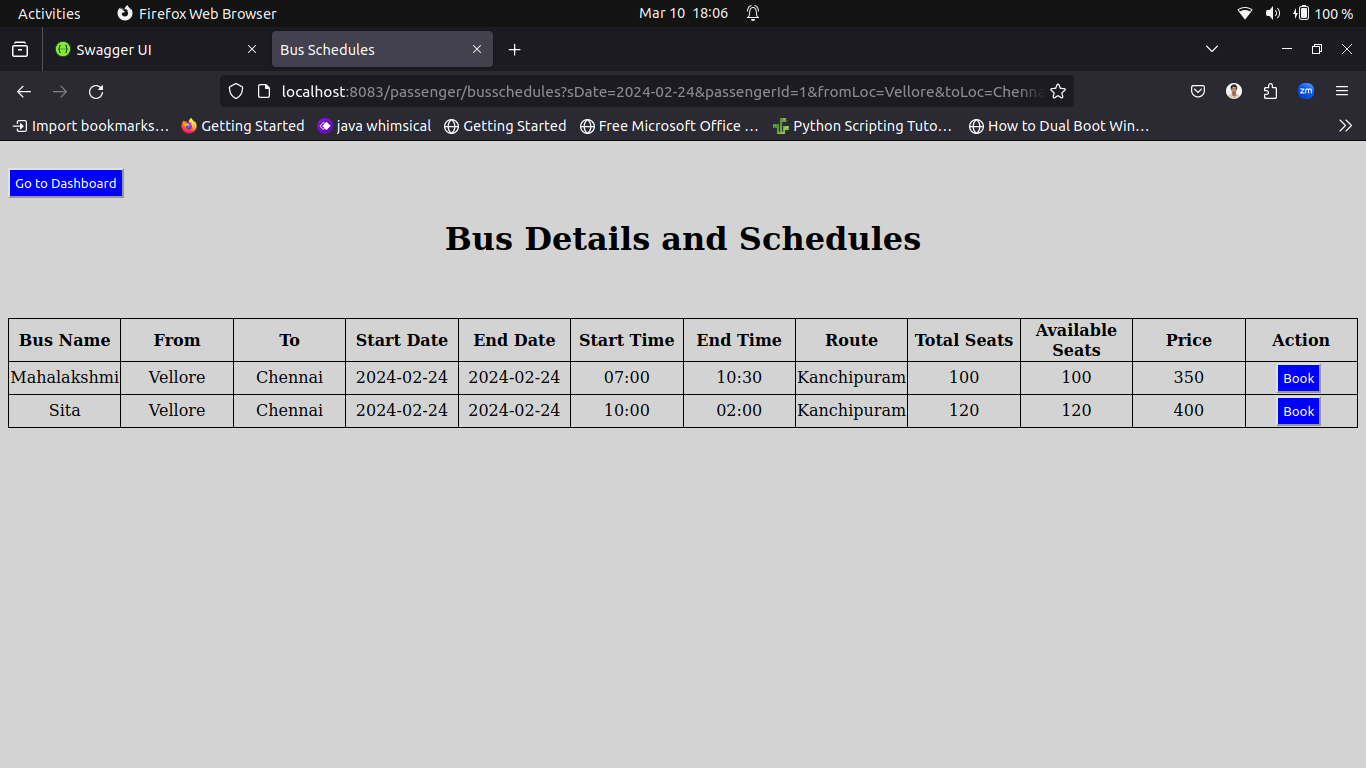 Activities Firefox Web Browser Mar 10 18:06 100 %
Swagger UI Bus Schedules
localhost:8083/passenger/busschedules?sDate=2024-02-24&passengerId=1&fromLoc=Vellore&toLoc=Chenna zm
Import bookmarks... Getting Started java whimsical Getting Started Free Microsoft Office ... Python Scripting Tuto... How to Dual Boot Win...
Go to Dashboard
Bus Details and Schedules
Bus Name From To Start Date End Date Start Time End Time Route Total Seats Available Seats Price Action
Mahalakshmi Vellore Chennai 2024-02-24 2024-02-24 07:00 10:30 Kanchipuram 100 100 350 Book
Sita Vellore Chennai 2024-02-24 2024-02-24 10:00 02:00 Kanchipuram 120 120 400 Book